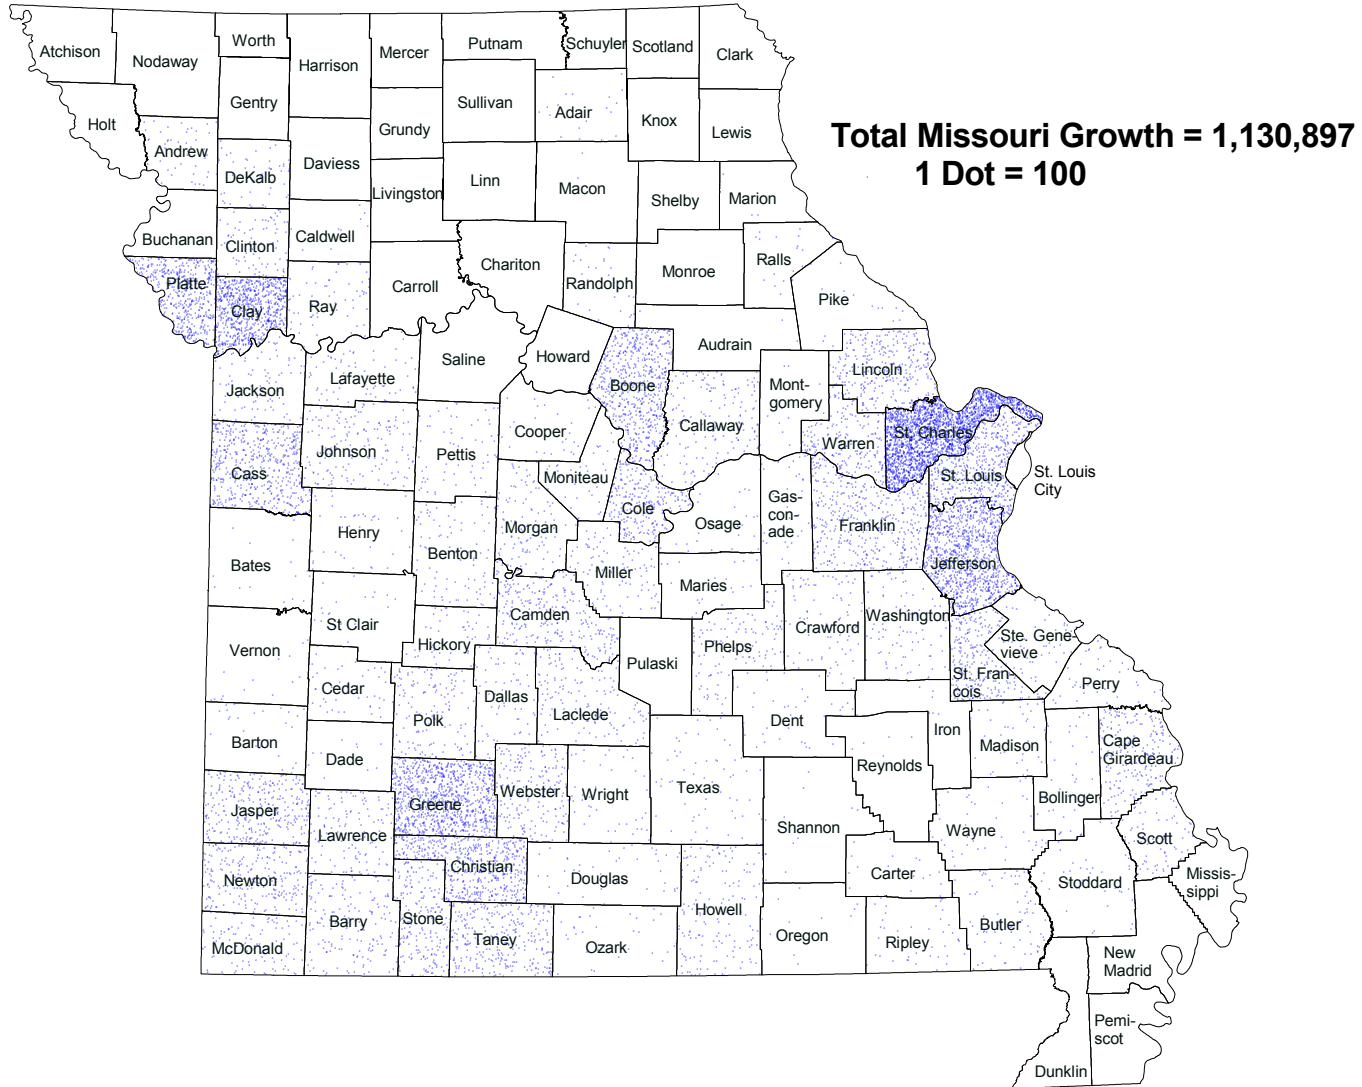 Total Missouri Growth = 1,130,897
1 Dot = 100
Atchison
Nodaway
Worth
Harrison
Mercer
Putnam
Schuyler
Scotland
Clark
Holt
Gentry
Sullivan
Adair
Knox
Lewis
Andrew
Grundy
DeKalb
Daviess
Livingston
Linn
Macon
Shelby
Marion
Buchanan
Clinton
Caldwell
Chariton
Randolph
Monroe
Ralls
Platte
Clay
Ray
Carroll
Pike
Jackson
Lafayette
Saline
Howard
Boone
Audrain
Mont-
gomery
Lincoln
Cass
Johnson
Pettis
Cooper
Moniteau
Callaway
Warren
St. Charles
St. Louis
St. Louis
City
Bates
Henry
Benton
Morgan
Cole
Osage
Gas-
con-
ade
Franklin
Jefferson
Miller
Maries
Vernon
St Clair
Hickory
Camden
Pulaski
Phelps
Crawford
Washington
Ste. Gene-
vieve
St. Fran-
cois
Perry
Barton
Cedar
Polk
Dallas
Laclede
Dent
Iron
Madison
Cape
Girardeau
Dade
Reynolds
Bollinger
Jasper
Lawrence
Greene
Webster
Wright
Texas
Shannon
Wayne
Scott
Newton
Christian
Douglas
Carter
Stoddard
Missis-
sippi
McDonald
Barry
Stone
Taney
Ozark
Howell
Oregon
Ripley
Butler
New
Madrid
Pemi-
scot
Dunklin